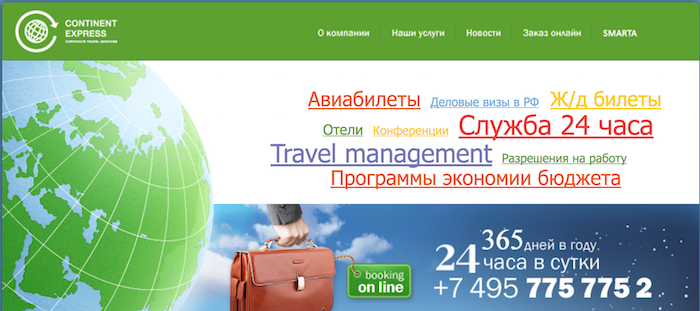 CONTINENT
EXPRESS
CORPORATE TRAVEL SERVICES
О компании Наши услуги Новости Заказ онлайн SMARTA
Авиабилеты Деловые визы в РФ Ж/д билеты
Отели Конференции Служба 24 часа
Travel management Разрешения на работу
Программы экономии бюджета
365 дней в году
24 часа в сутки
booking
on line
+7 495 775 775 2